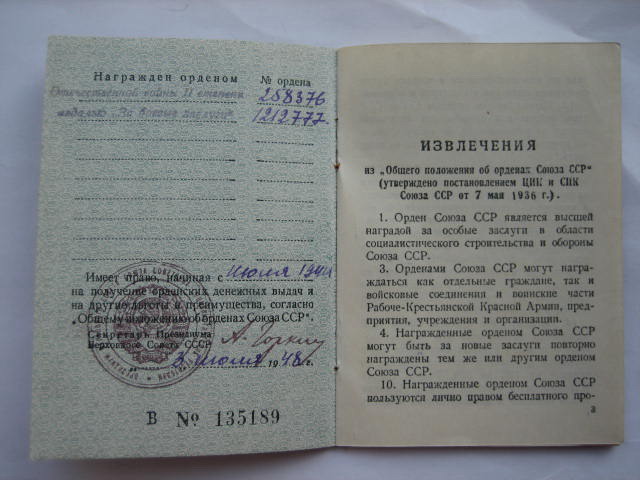 Награжден орденом
№ ордена
Отечественной войны II степени
258376
медалью „За боевые заслуги"
1212777
Имеет право, начиная с июля
на получение орденских денежных выдач и
на другие льготы и преимущества, согласно
„Общему положению об орденах Союза ССР".
Секретарь Президиума
Верховного Совета СССР
А. Горкин
3 июля 1948 г.
В № 135189
ИЗВЛЕЧЕНИЯ
из „Общего положения об орденах Союза ССР"
(утверждено постановлением ЦИК и СНК
Союза ССР от 7 мая 1936 г.).
1. Орден Союза ССР является высшей
наградой за особые заслуги в области
социалистического строительства и обороны
Союза ССР.
3. Орденами Союза ССР могут награж-
даться как отдельные граждане, так и
войсковые соединения и воинские части
Рабоче-Крестьянской Красной Армии, пред-
приятия, учреждения и организации.
4. Награжденные орденом Союза ССР
могут быть за новые заслуги повторно
награждены тем же или другим орденом
Союза ССР.
10. Награжденные орденом Союза ССР
пользуются лично правом бесплатного про-
3